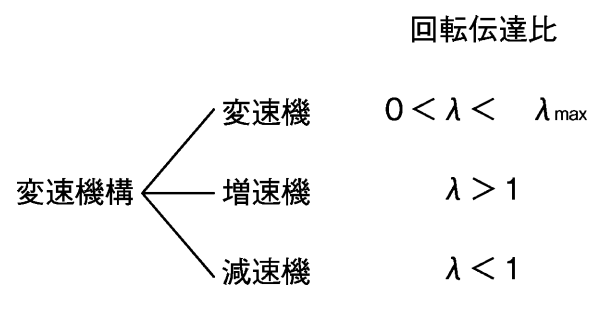 回転伝達比
変速機 0 < λ < λmax
変速機構 増速機 λ > 1
減速機 λ < 1